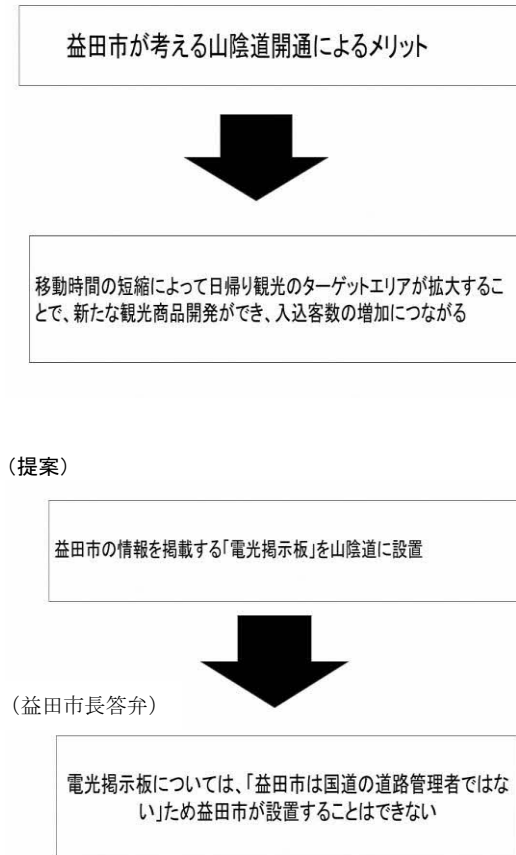 益田市が考える山陰道開通によるメリット
移動時間の短縮によって日帰り観光のターゲットエリアが拡大するこ
とで、新たな観光商品開発ができ、入込客数の増加につながる
(提案)
益田市の情報を掲載する「電光掲示板」を山陰道に設置
(益田市長答弁)
電光掲示板については、「益田市は国道の道路管理者ではな
い」ため益田市が設置することはできない